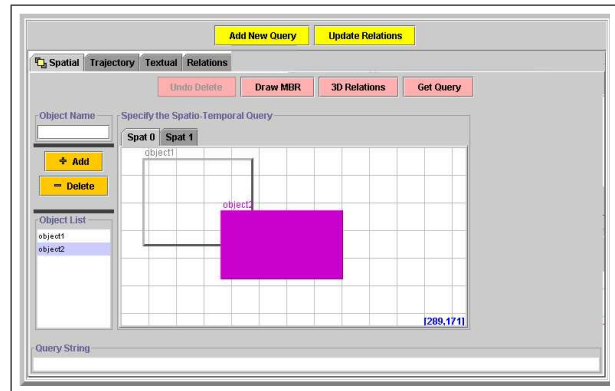 Add New Query Update Relations
Spatial Trajectory Textual Relations
Undo Delete Draw MBR 3D Relations Get Query
Object Name
Specify the Spatio-Temporal Query
Spat 0 Spat 1
Add
Delete
object1
object2
Object List
object1
object2
[289,171]
Query String